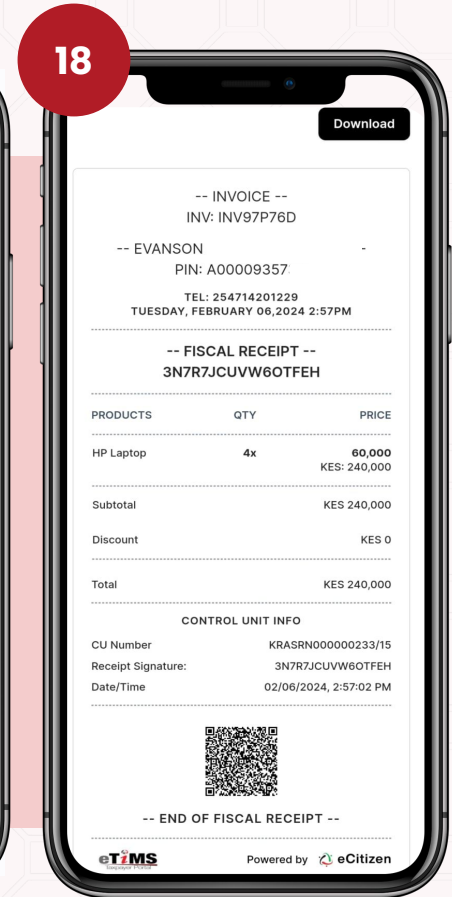 18
Download
-- INVOICE --
INV: INV97P76D
-- EVANSON -
PIN: A00009357
TEL: 254714201229
TUESDAY, FEBRUARY 06,2024 2:57PM
-- FISCAL RECEIPT --
3N7R7JCUVW6OTFEH
PRODUCTS QTY PRICE
HP Laptop 4x 60,000
KES: 240,000
Subtotal KES 240,000
Discount KES 0
Total KES 240,000
CONTROL UNIT INFO
CU Number KRASRN000000233/15
Receipt Signature: 3N7R7JCUVW6OTFEH
Date/Time 02/06/2024, 2:57:02 PM
-- END OF FISCAL RECEIPT --
eTiMS Powered by eCitizen
Taxpayer Portal